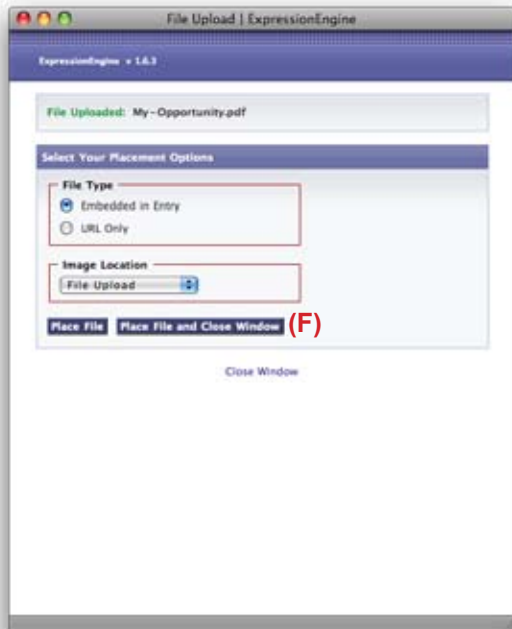 File Upload | ExpressionEngine
ExpressionEngine v 1.6.3
File Uploaded: My-Opportunity.pdf
Select Your Placement Options
File Type
Embedded in Entry
URL Only
Image Location
File Upload
Place File Place File and Close Window (F)
Close Window